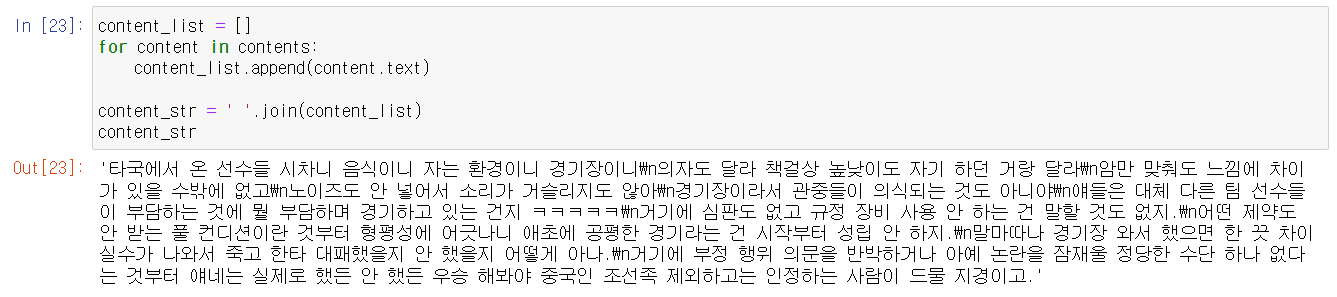 In [23]:
content_list = []
for content in contents:
    content_list.append(content.text)

content_str = ' '.join(content_list)
content_str
Out[23]:
'타국에서 온 선수들 시차니 음식이니 자는 환경이니 경기장이니₩n의자도 달라 책걸상 높낮이도 자기 하던 거랑 달라₩n암만 맞춰도 느낌에 차이
가 있을 수밖에 없고₩n노이즈도 안 넣어서 소리가 거슬리지도 않아₩n경기장이라서 관중들이 의식되는 것도 아니야₩n얘들은 대체 다른 팀 선수들
이 부담하는 것에 뭘 부담하며 경기하고 있는 건지 ㅋㅋㅋㅋㅋ₩n거기에 심판도 없고 규정 장비 사용 안 하는 건 말할 것도 없지.₩n어떤 제약도
안 받는 풀 컨디션이란 것부터 형평성에 어긋나니 애초에 공평한 경기라는 건 시작부터 성립 안 하지.₩n말마따나 경기장 와서 했으면 한 끗 차이
실수가 나와서 죽고 한타 대패했을지 안 했을지 어떻게 아나.₩n거기에 부정 행위 의문을 반박하거나 아예 논란을 잠재울 정당한 수단 하나 없다
는 것부터 얘네는 실제로 했든 안 했든 우승 해봐야 중국인 조선족 제외하고는 인정하는 사람이 드물 지경이고.'